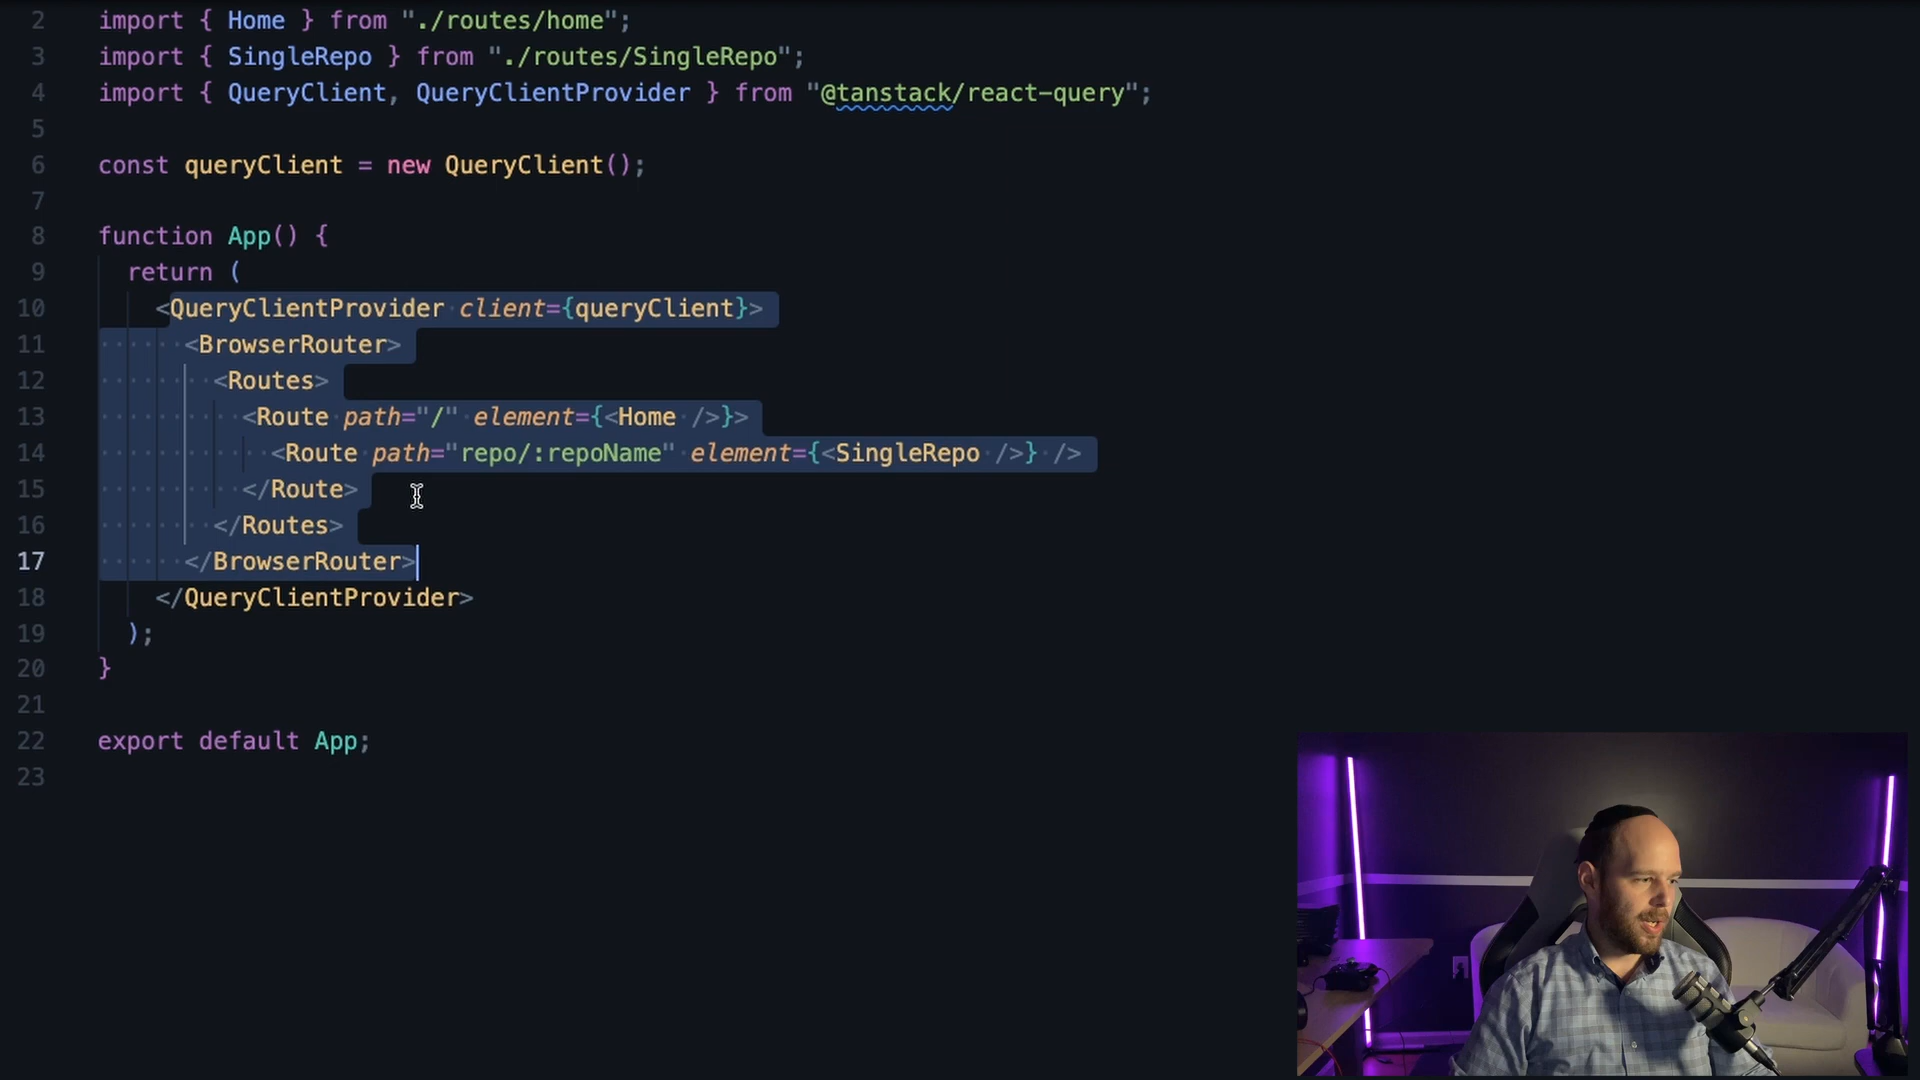 2 import { Home } from "./routes/home";
3 import { SingleRepo } from "./routes/SingleRepo";
4 import { QueryClient, QueryClientProvider } from "@tanstack/react-query";
5
6 const queryClient = new QueryClient();
7
8 function App() {
9 return (
10 <QueryClientProvider client={queryClient}>
11 <BrowserRouter>
12 <Routes>
13 <Route path="/" element={<Home />}>
14 <Route path="repo/:repoName" element={<SingleRepo />} />
15 </Route>
16 </Routes>
17 </BrowserRouter>
18 </QueryClientProvider>
19 );
20 }
21
22 export default App;
23